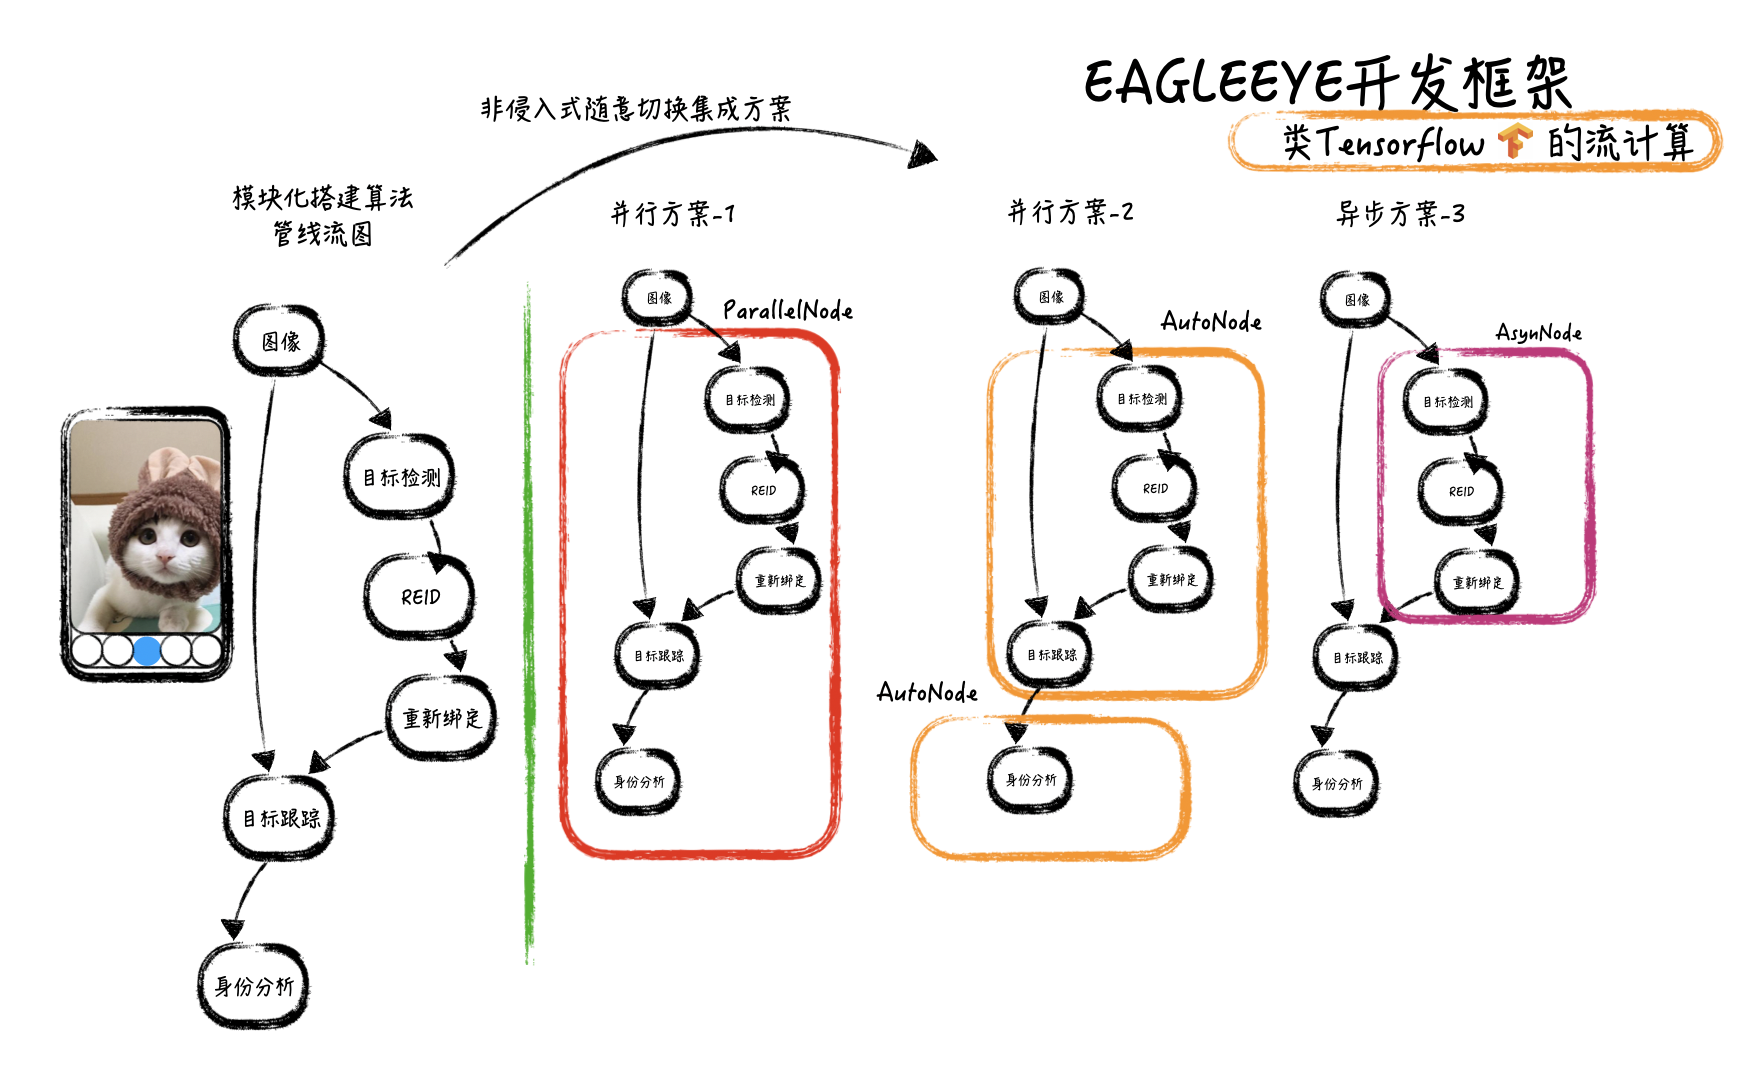 EAGLEEYE开发框架
类Tensorflow 的流计算
非侵入式随意切换集成方案
模块化搭建算法
管线流图
图像
目标检测
REID
重新绑定
目标跟踪
身份分析
并行方案-1
ParallelNode
图像
目标检测
REID
重新绑定
目标跟踪
身份分析
并行方案-2
AutoNode
图像
目标检测
REID
重新绑定
目标跟踪
AutoNode
身份分析
异步方案-3
AsynNode
图像
目标检测
REID
重新绑定
目标跟踪
身份分析